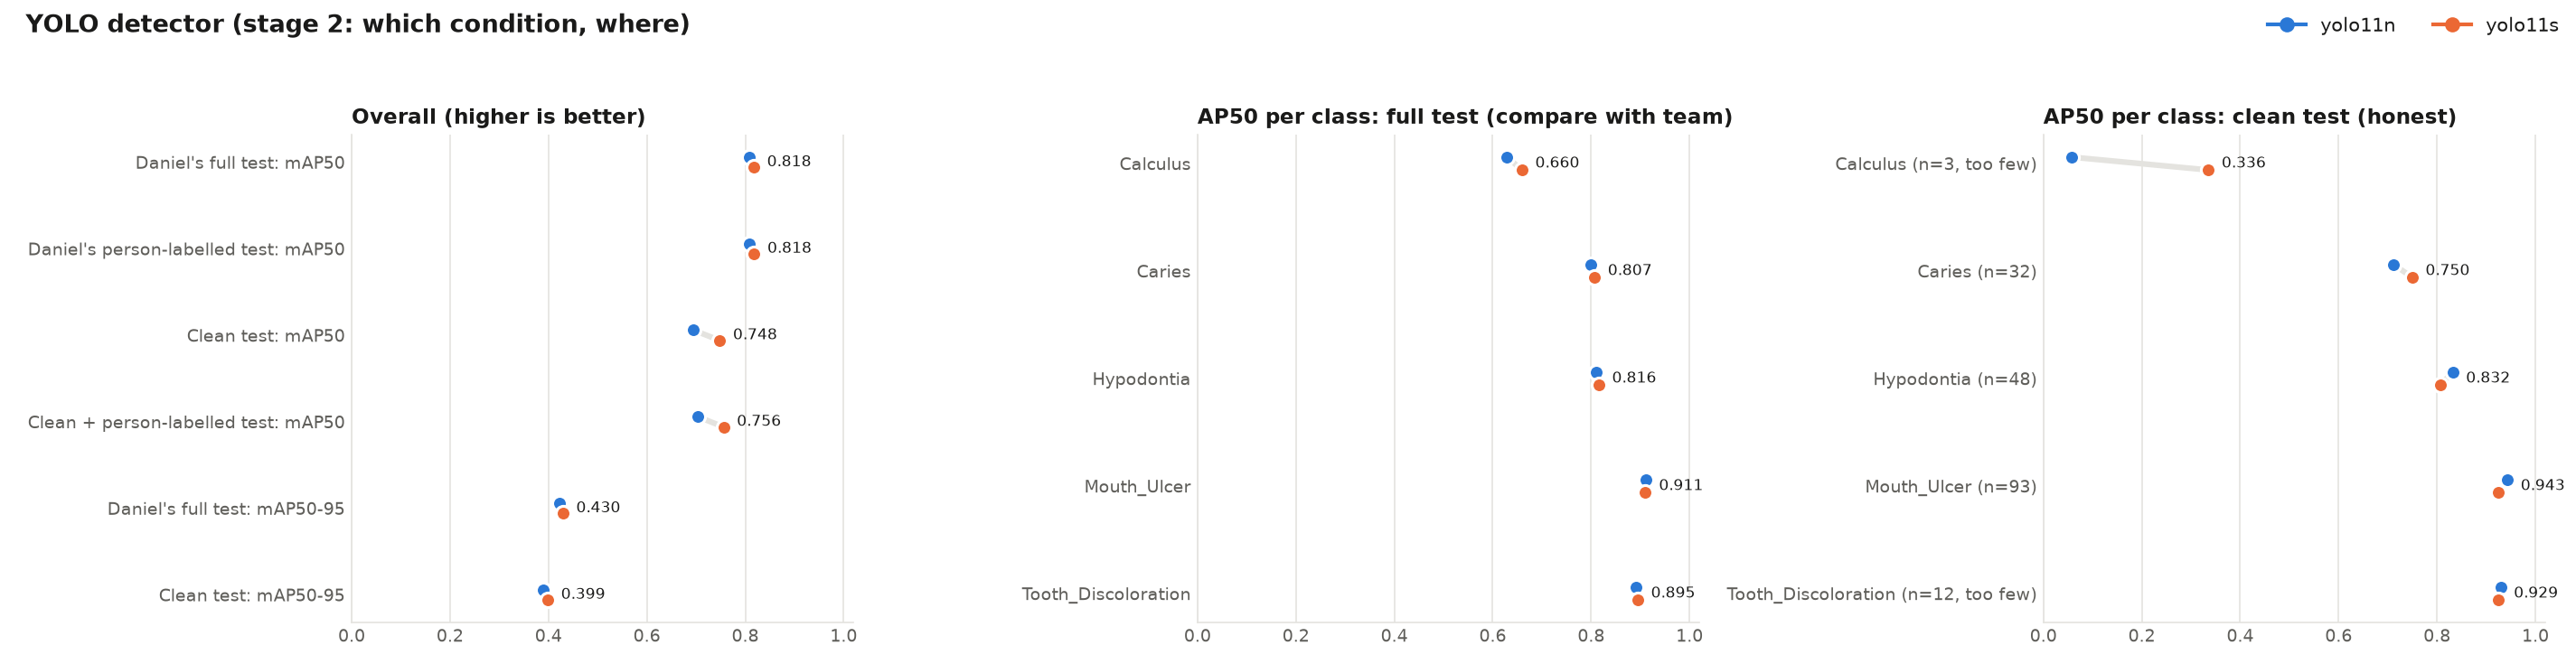 YOLO detector (stage 2: which condition, where)
yolo11n
yolo11s
Overall (higher is better)
Daniel's full test: mAP50
0.818
Daniel's person-labelled test: mAP50
0.818
Clean test: mAP50
0.748
Clean + person-labelled test: mAP50
0.756
Daniel's full test: mAP50-95
0.430
Clean test: mAP50-95
0.399
0.0 0.2 0.4 0.6 0.8 1.0
AP50 per class: full test (compare with team)
Calculus
0.660
Caries
0.807
Hypodontia
0.816
Mouth_Ulcer
0.911
Tooth_Discoloration
0.895
0.0 0.2 0.4 0.6 0.8 1.0
AP50 per class: clean test (honest)
Calculus (n=3, too few)
0.336
Caries (n=32)
0.750
Hypodontia (n=48)
0.832
Mouth_Ulcer (n=93)
0.943
Tooth_Discoloration (n=12, too few)
0.929
0.0 0.2 0.4 0.6 0.8 1.0